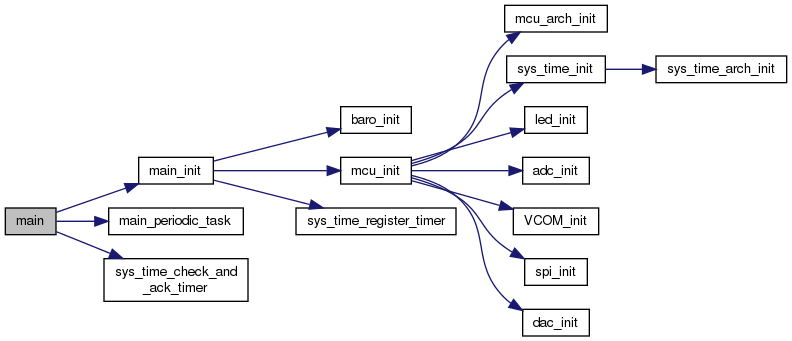 mcu_arch_init
sys_time_init
sys_time_arch_init
baro_init
led_init
main_init
mcu_init
adc_init
main
main_periodic_task
sys_time_register_timer
VCOM_init
sys_time_check_and
_ack_timer
spi_init
dac_init